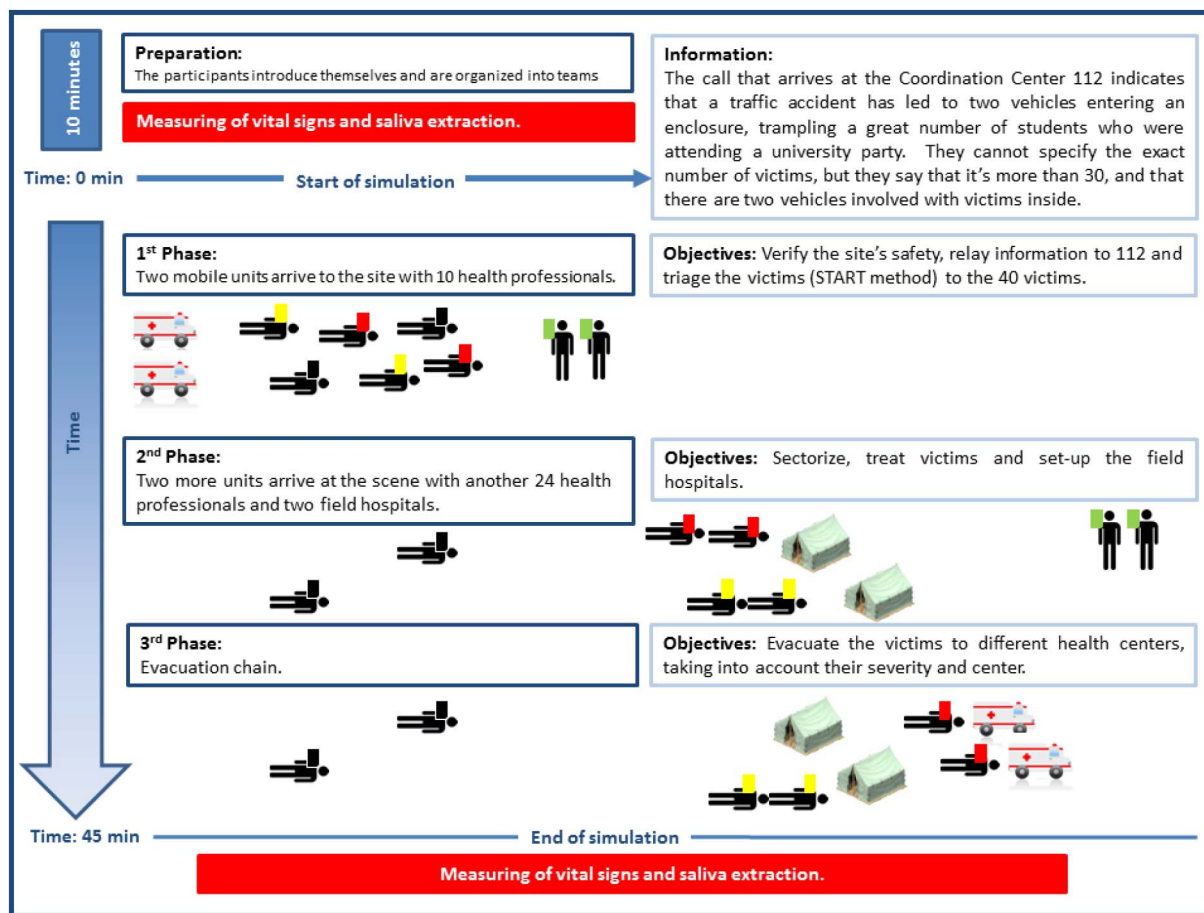 10 minutes
Preparation:
The participants introduce themselves and are organized into teams
Measuring of vital signs and saliva extraction.
Information:
The call that arrives at the Coordination Center 112 indicates
that a traffic accident has led to two vehicles entering an
enclosure, trampling a great number of students who were
attending a university party. They cannot specify the exact
number of victims, but they say that it's more than 30, and that
there are two vehicles involved with victims inside.
Time: 0 min
Start of simulation
Time
1st Phase:
Two mobile units arrive to the site with 10 health professionals.
Objectives: Verify the site's safety, relay information to 112 and
triage the victims (START method) to the 40 victims.
2nd Phase:
Two more units arrive at the scene with another 24 health
professionals and two field hospitals.
Objectives: Sectorize, treat victims and set-up the field
hospitals.
3rd Phase:
Evacuation chain.
Objectives: Evacuate the victims to different health centers,
taking into account their severity and center.
Time: 45 min
End of simulation
Measuring of vital signs and saliva extraction.